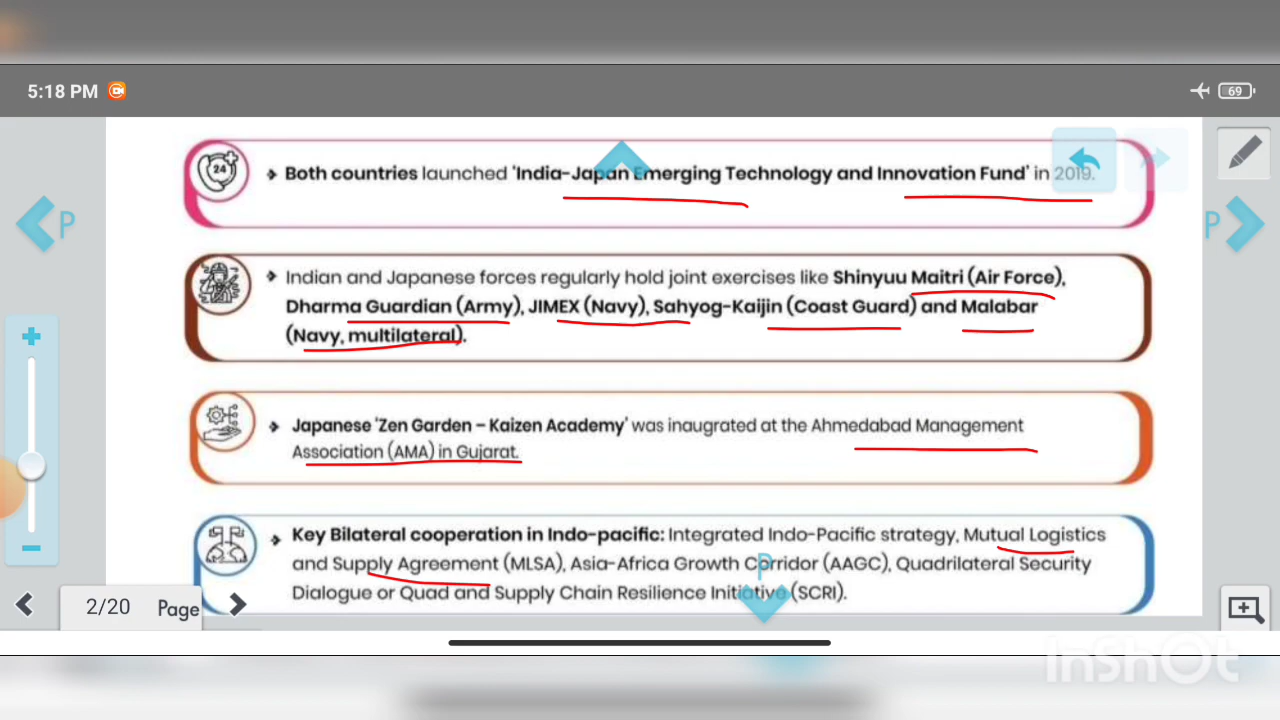 5:18 PM
69
Both countries launched 'India-Japan Emerging Technology and Innovation Fund' in 2019.
P
P
24
Indian and Japanese forces regularly hold joint exercises like Shinyuu Maitri (Air Force),
Dharma Guardian (Army), JIMEX (Navy), Sahyog-Kaijin (Coast Guard) and Malabar
(Navy, multilateral).
Japanese 'Zen Garden – Kaizen Academy' was inaugrated at the Ahmedabad Management
Association (AMA) in Gujarat.
Key Bilateral cooperation in Indo-pacific: Integrated Indo-Pacific strategy, Mutual Logistics
and Supply Agreement (MLSA), Asia-Africa Growth Corridor (AAGC), Quadrilateral Security
Dialogue or Quad and Supply Chain Resilience Initiative (SCRI).
P
2/20 Page
InShOt